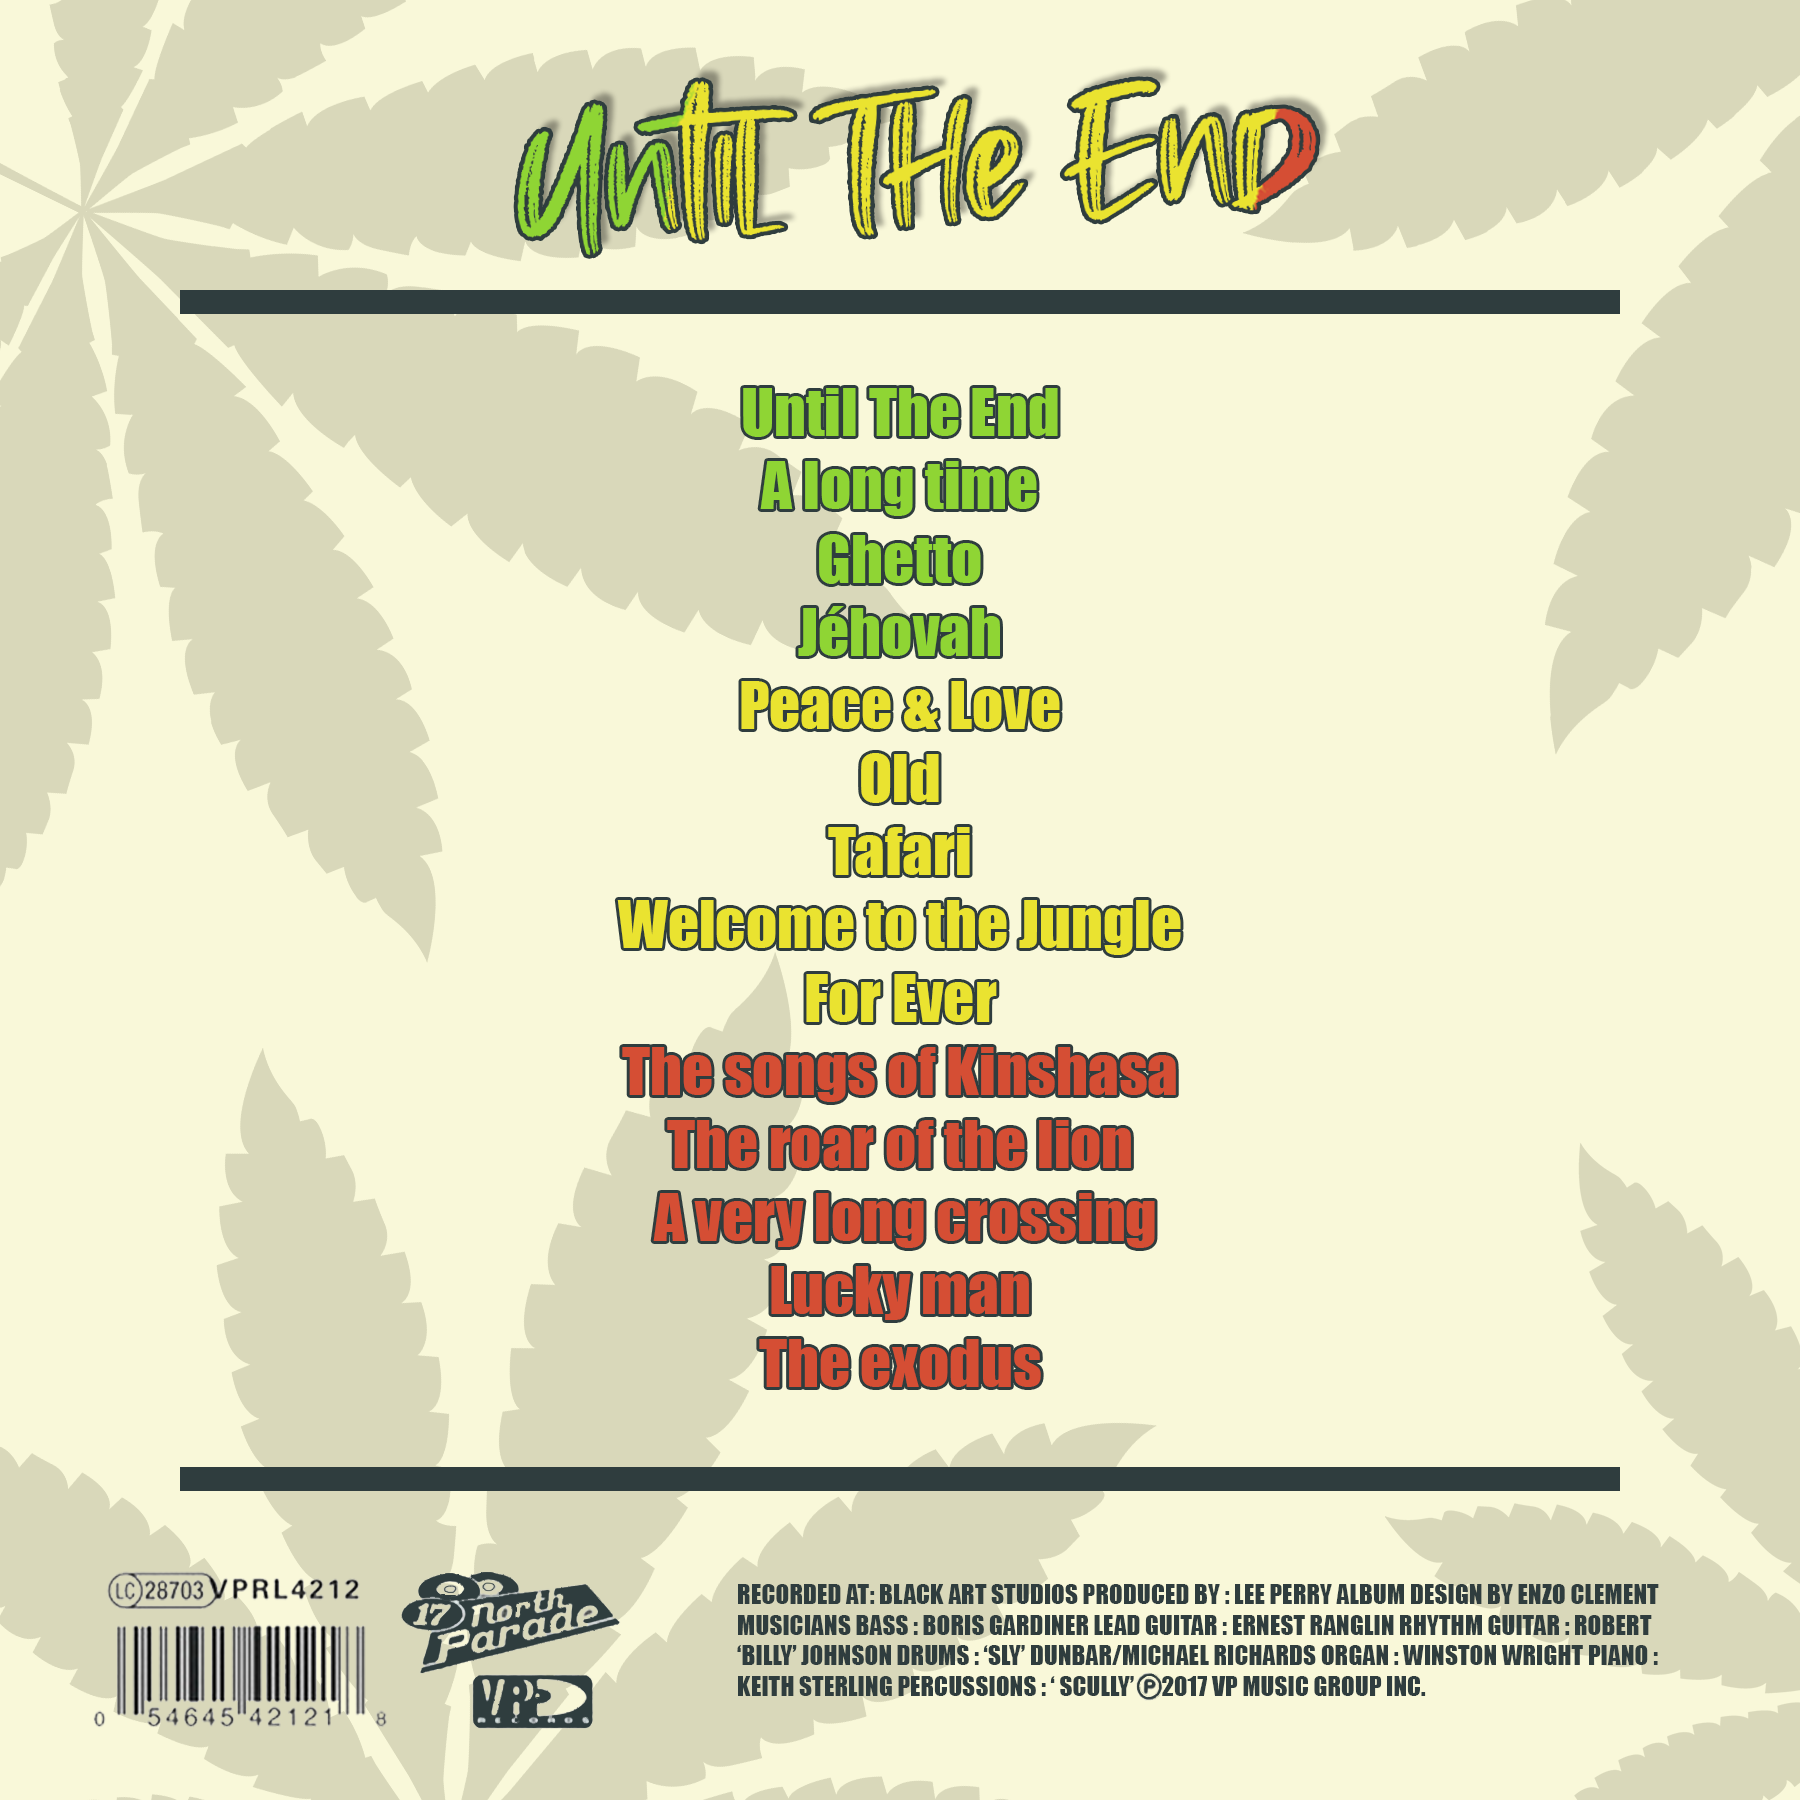 Until The End
Until The End
A long time
Ghetto
Jéhovah
Peace & Love
Old
Tafari
Welcome to the Jungle
For Ever
The songs of Kinshasa
The roar of the lion
A very long crossing
Lucky man
The exodus
LC 28703 VPRL4212
0 54645 42121 8
17 North
Parade
VP
RECORDS
RECORDED AT: BLACK ART STUDIOS PRODUCED BY : LEE PERRY ALBUM DESIGN BY ENZO CLEMENT
MUSICIANS BASS : BORIS GARDINER LEAD GUITAR : ERNEST RANGLIN RHYTHM GUITAR : ROBERT
‘BILLY’ JOHNSON DRUMS : ‘SLY’ DUNBAR/MICHAEL RICHARDS ORGAN : WINSTON WRIGHT PIANO :
KEITH STERLING PERCUSSIONS : ‘ SCULLY’ ℗2017 VP MUSIC GROUP INC.